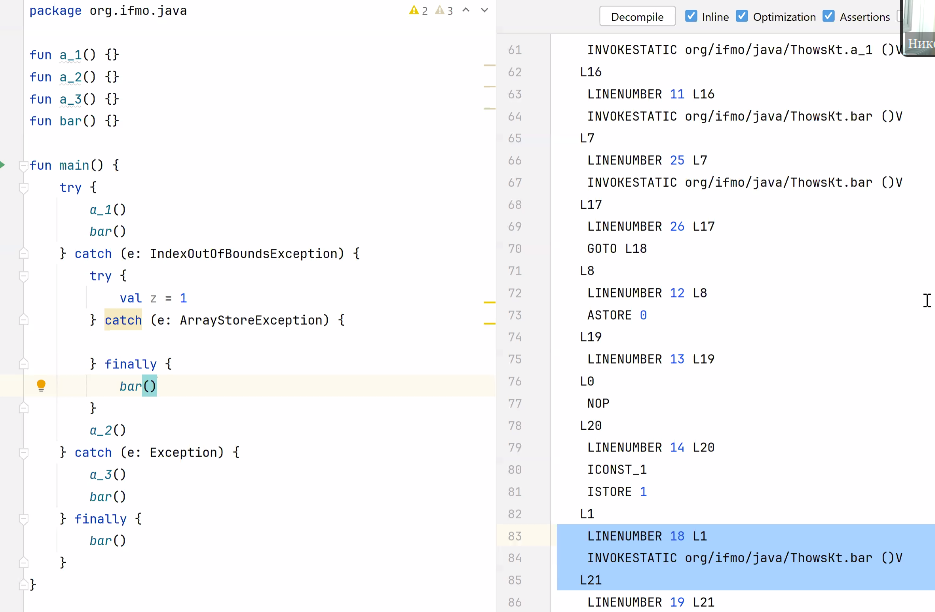 package org.ifmo.java
2 3
fun a_1() {}
fun a_2() {}
fun a_3() {}
fun bar() {}
fun main() {
try {
a_1()
bar()
} catch (e: IndexOutOfBoundsException) {
try {
val z = 1
} catch (e: ArrayStoreException) {
} finally {
bar()
}
a_2()
} catch (e: Exception) {
a_3()
bar()
} finally {
bar()
}
}
Decompile Inline Optimization Assertions
61 INVOKESTATIC org/ifmo/java/ThowsKt.a_1 ()V
62 L16
63 LINENUMBER 11 L16
64 INVOKESTATIC org/ifmo/java/ThowsKt.bar ()V
65 L7
66 LINENUMBER 25 L7
67 INVOKESTATIC org/ifmo/java/ThowsKt.bar ()V
68 L17
69 LINENUMBER 26 L17
70 GOTO L18
71 L8
72 LINENUMBER 12 L8
73 ASTORE 0
74 L19
75 LINENUMBER 13 L19
76 L0
77 NOP
78 L20
79 LINENUMBER 14 L20
80 ICONST_1
81 ISTORE 1
82 L1
83 LINENUMBER 18 L1
84 INVOKESTATIC org/ifmo/java/ThowsKt.bar ()V
85 L21
86 LINENUMBER 19 L21